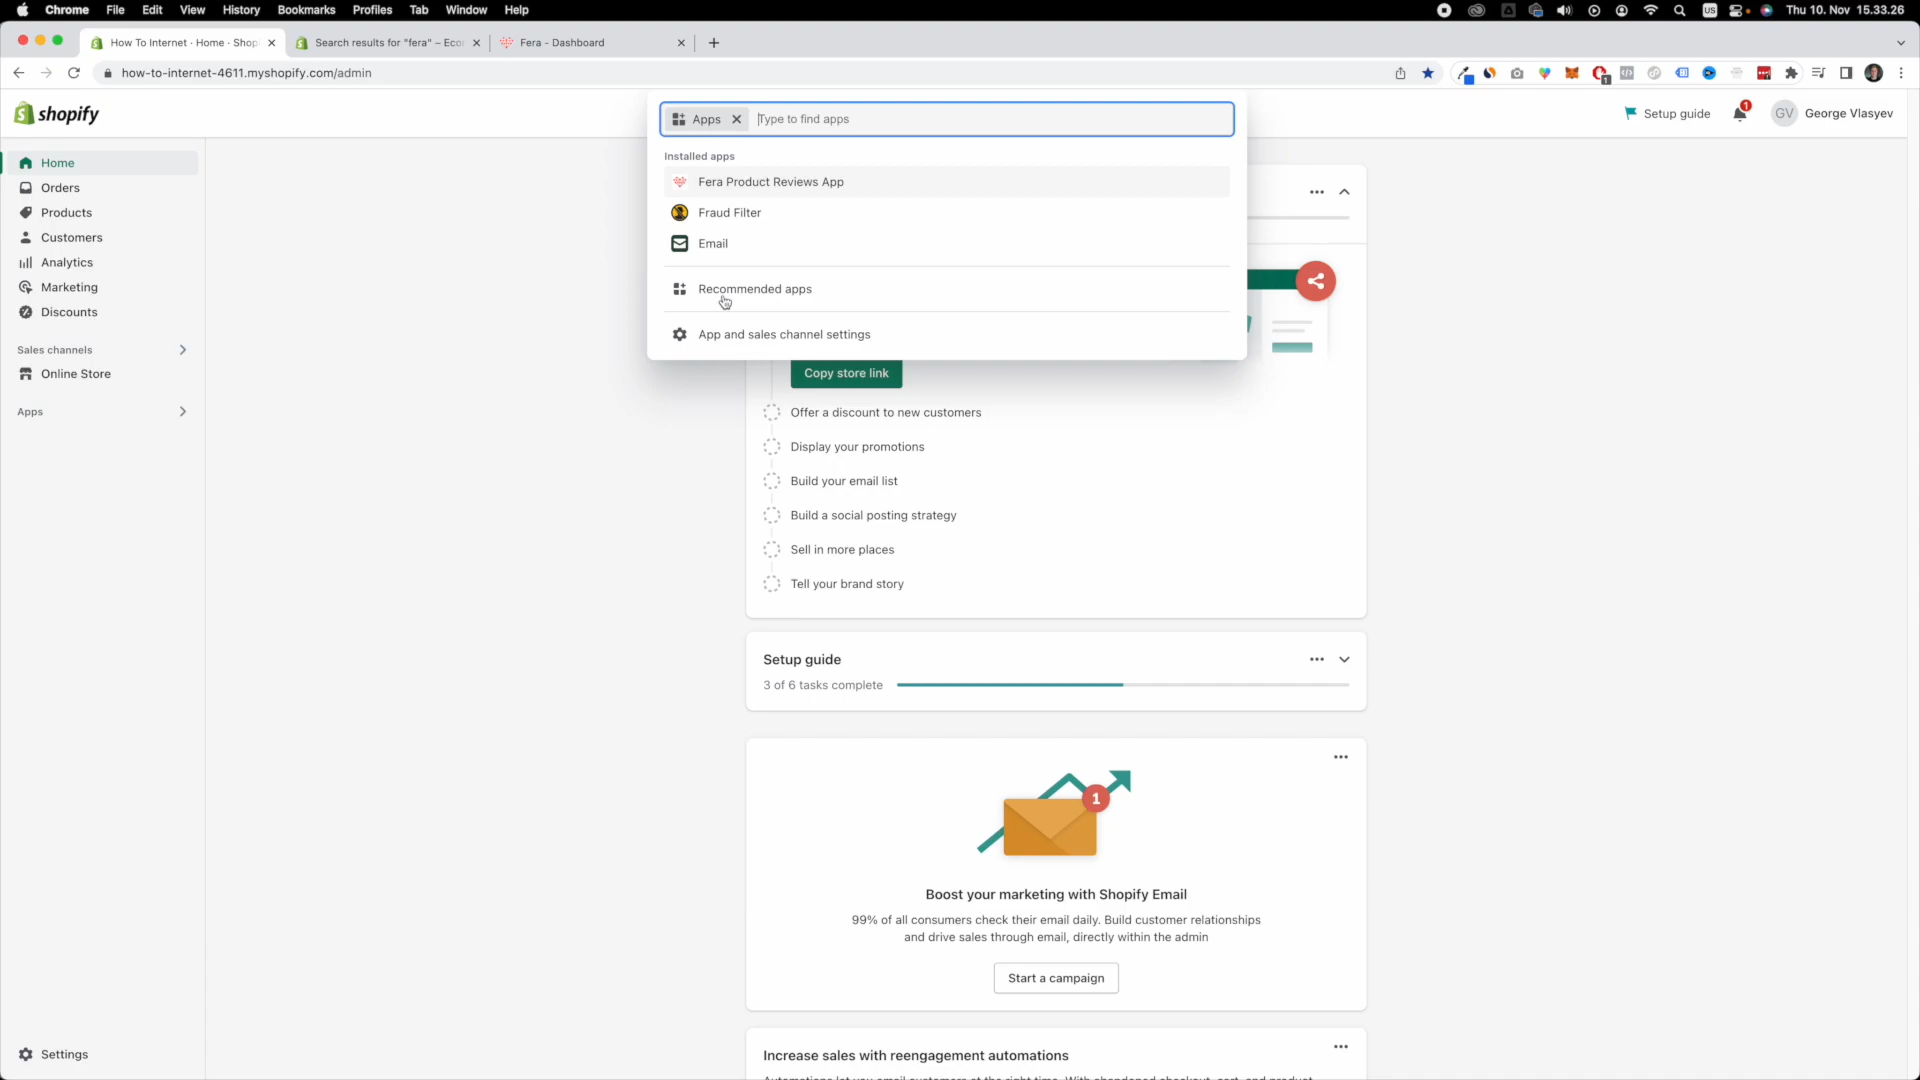 Chrome File Edit View History Bookmarks Profiles Tab Window Help US Thu 10. Nov 15.33.26
How To Internet · Home · Shop Search results for "fera" – Eco Fera - Dashboard
how-to-internet-4611.myshopify.com/admin
shopify
Apps Type to find apps
Setup guide 1 GV George Vlasyev
Home
Orders
Products
Customers
Analytics
Marketing
Discounts
Sales channels
Online Store
Apps
Settings
Installed apps
Fera Product Reviews App
Fraud Filter
Email
Recommended apps
App and sales channel settings
Copy store link
Offer a discount to new customers
Display your promotions
Build your email list
Build a social posting strategy
Sell in more places
Tell your brand story
Setup guide
3 of 6 tasks complete
1
Boost your marketing with Shopify Email
99% of all consumers check their email daily. Build customer relationships
and drive sales through email, directly within the admin
Start a campaign
Increase sales with reengagement automations